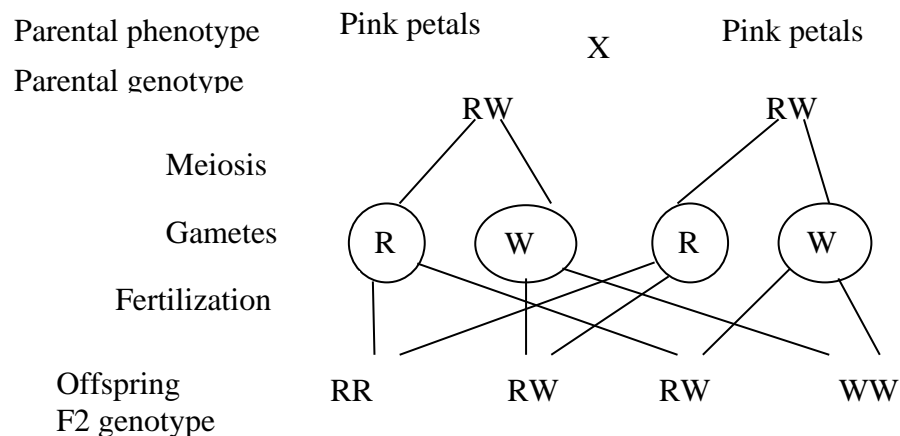 Parental phenotype Pink petals X Pink petals
Parental genotype
RW RW
Meiosis
Gametes R W R W
Fertilization
Offspring RR RW RW WW
F2 genotype